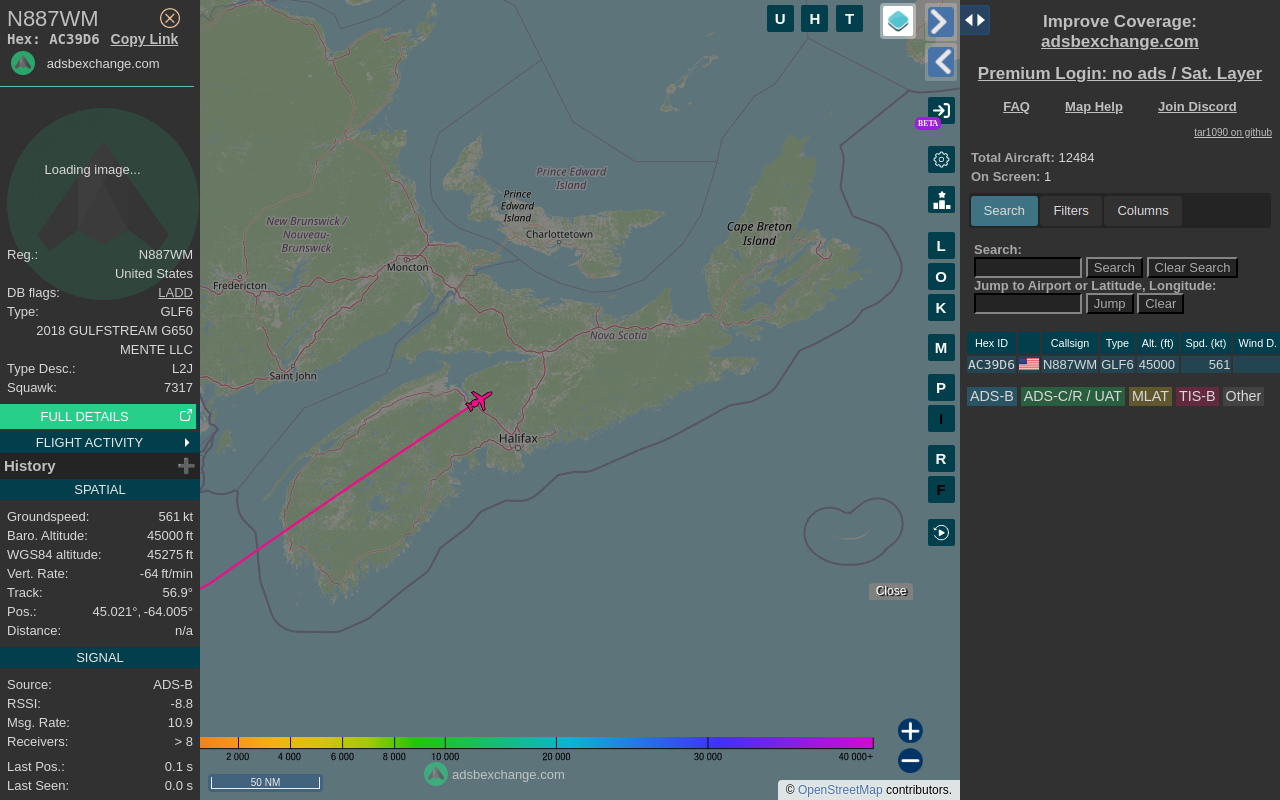 N887WM
Hex: AC39D6 Copy Link
adsbexchange.com
Loading image...
Reg.: N887WM
United States
DB flags: LADD
Type: GLF6
2018 GULFSTREAM G650
MENTE LLC
Type Desc.: L2J
Squawk: 7317
FULL DETAILS
FLIGHT ACTIVITY
History
SPATIAL
Groundspeed: 561 kt
Baro. Altitude: 45000 ft
WGS84 altitude: 45275 ft
Vert. Rate: -64 ft/min
Track: 56.9°
Pos.: 45.021°, -64.005°
Distance: n/a
SIGNAL
Source: ADS-B
RSSI: -8.8
Msg. Rate: 10.9
Receivers: > 8
Last Pos.: 0.1 s
Last Seen: 0.0 s
U H T
Prince Edward
Island
Prince
Edward
Island
Charlottetown
New Brunswick /
Nouveau-
Brunswick
Moncton
Fredericton
Cape Breton
Island
Nova Scotia
Saint John
Halifax
BETA
L
O
K
M
P
I
R
F
Close
2 000 4 000 6 000 8 000 10 000 20 000 30 000 40 000+
50 NM
adsbexchange.com
© OpenStreetMap contributors.
Improve Coverage:
adsbexchange.com
Premium Login: no ads / Sat. Layer
FAQ Map Help Join Discord
tar1090 on github
Total Aircraft: 12484
On Screen: 1
Search Filters Columns
Search:
Search Clear Search
Jump to Airport or Latitude, Longitude:
Jump Clear
Hex ID Callsign Type Alt. (ft) Spd. (kt) Wind D.
AC39D6 N887WM GLF6 45000 561
ADS-B ADS-C/R / UAT MLAT TIS-B Other